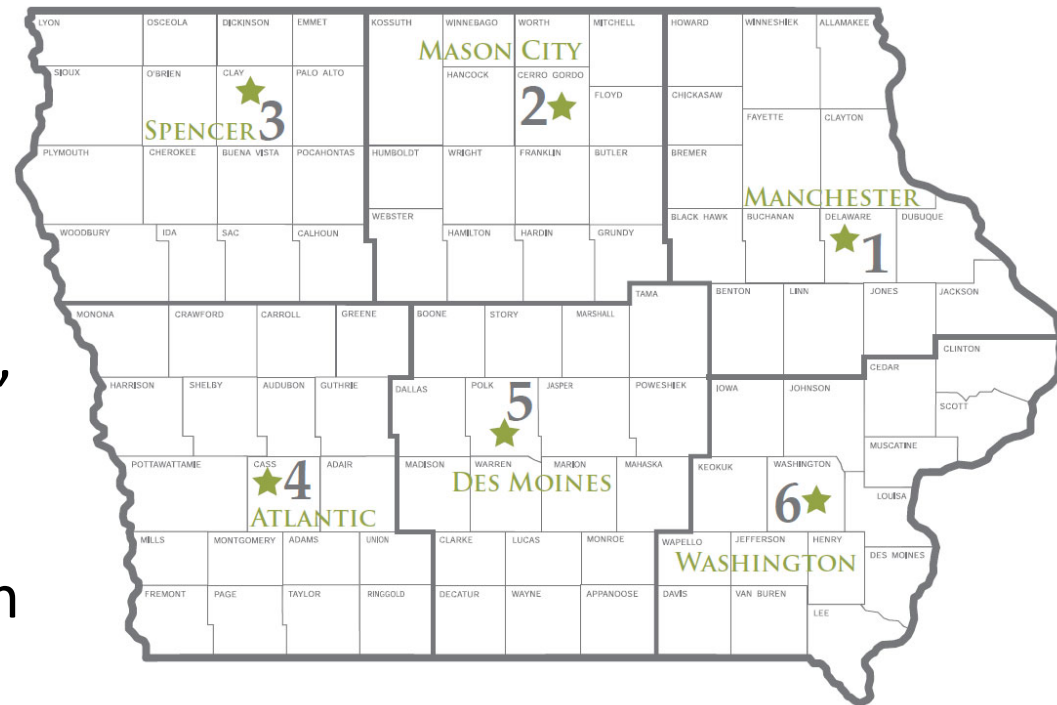 LYON OSCEOLA DICKINSON EMMET KOSSUTH WINNEBAGO WORTH MITCHELL HOWARD WINNESHIEK ALLAMAKEE
MASON CITY
SIOUX O'BRIEN CLAY PALO ALTO HANCOCK CERRO GORDO
2 FLOYD CHICKASAW
SPENCER 3 FAYETTE CLAYTON
PLYMOUTH CHEROKEE BUENA VISTA POCAHONTAS HUMBOLDT WRIGHT FRANKLIN BUTLER BREMER
MANCHESTER
WEBSTER BLACK HAWK BUCHANAN DELAWARE DUBUQUE
WOODBURY IDA SAC CALHOUN HAMILTON HARDIN GRUNDY 1
TAMA BENTON LINN JONES JACKSON
MONONA CRAWFORD CARROLL GREENE BOONE STORY MARSHALL
CLINTON
, CEDAR
HARRISON SHELBY AUDUBON GUTHRIE DALLAS POLK JASPER POWESHIEK IOWA JOHNSON
5 SCOTT
MUSCATINE
POTTAWATTAMIE CASS ADAIR MADISON WARREN MARION MAHASKA KEOKUK WASHINGTON
4 DES MOINES 6 LOUISA
ATLANTIC
MILLS MONTGOMERY ADAMS UNION CLARKE LUCAS MONROE WAPELLO JEFFERSON HENRY
WASHINGTON DES MOINES
n FREMONT PAGE TAYLOR RINGGOLD DECATUR WAYNE APPANOOSE DAVIS VAN BUREN
LEE